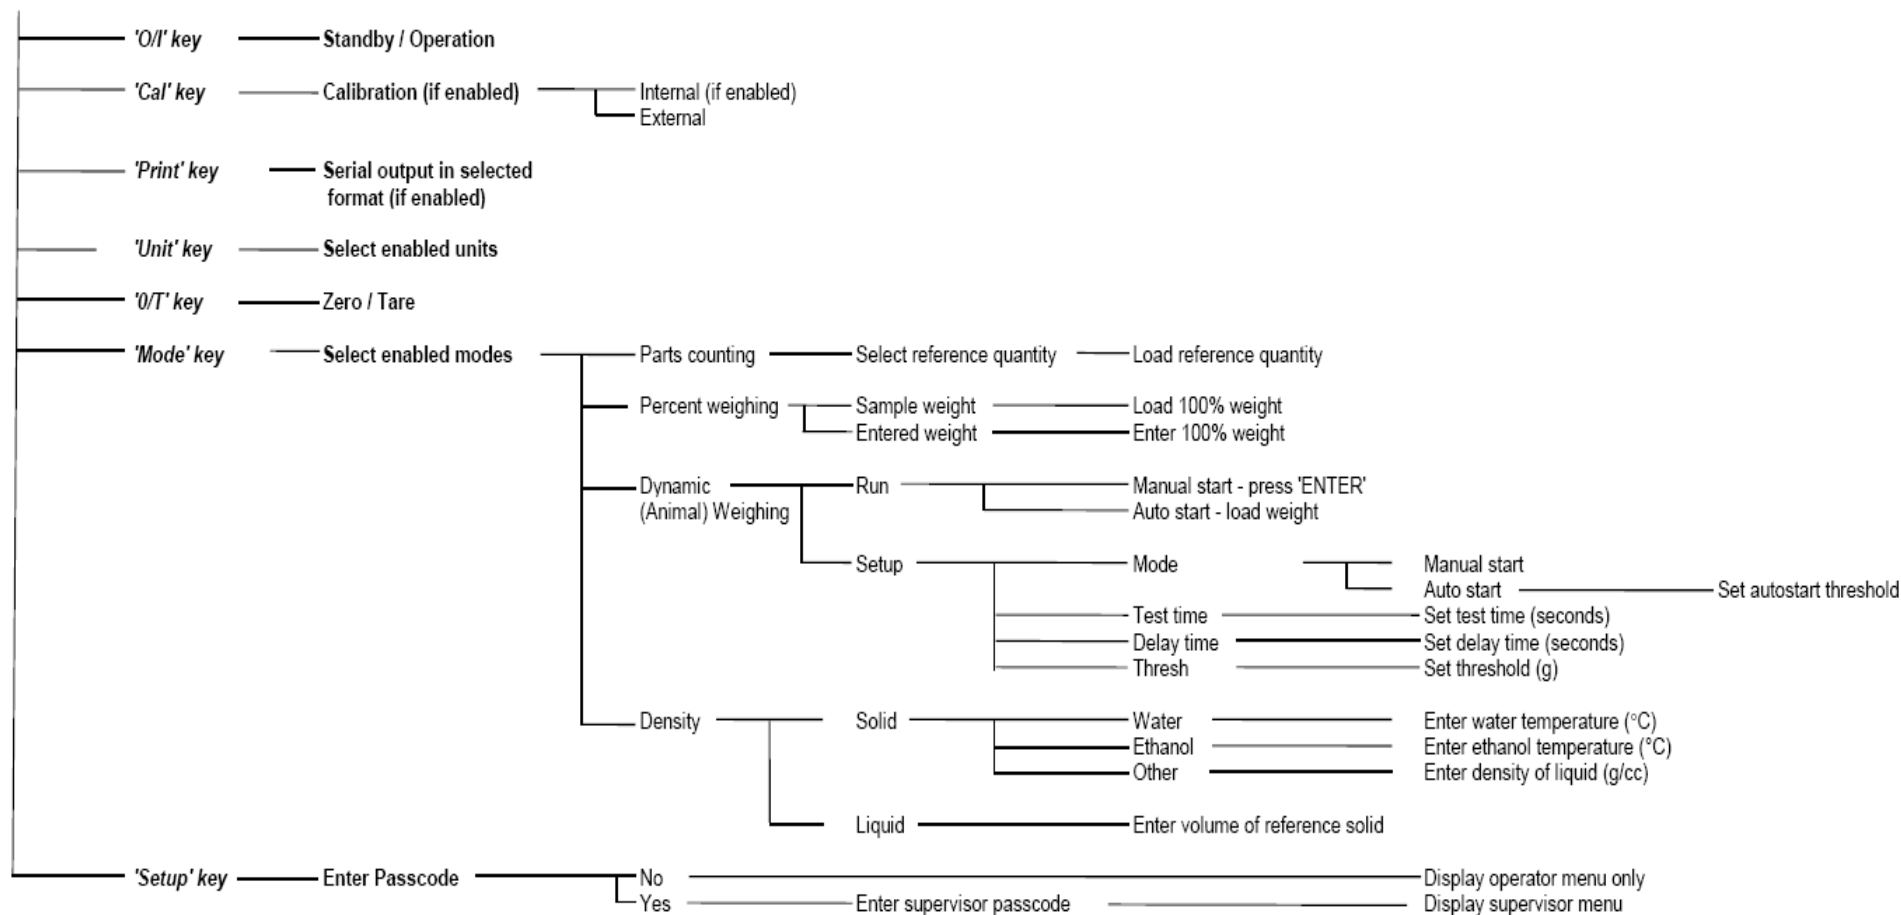 'O/I' key Standby / Operation
'Cal' key Calibration (if enabled) Internal (if enabled)
External
'Print' key Serial output in selected
format (if enabled)
'Unit' key Select enabled units
'0/T' key Zero / Tare
'Mode' key Select enabled modes Parts counting Select reference quantity Load reference quantity
Percent weighing Sample weight Load 100% weight
Entered weight Enter 100% weight
Dynamic Run Manual start - press 'ENTER'
(Animal) Weighing Auto start - load weight
Setup Mode Manual start
Auto start Set autostart threshold
Test time Set test time (seconds)
Delay time Set delay time (seconds)
Thresh Set threshold (g)
Density Solid Water Enter water temperature (°C)
Ethanol Enter ethanol temperature (°C)
Other Enter density of liquid (g/cc)
Liquid Enter volume of reference solid
'Setup' key Enter Passcode No Display operator menu only
Yes Enter supervisor passcode Display supervisor menu